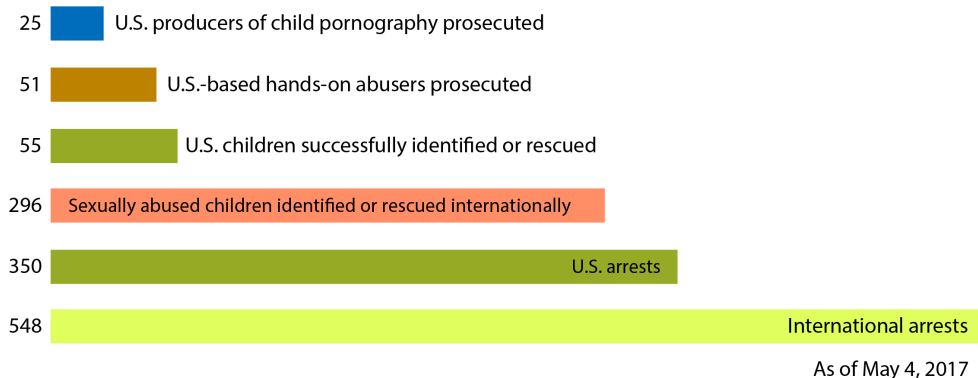 25 U.S. producers of child pornography prosecuted
51 U.S.-based hands-on abusers prosecuted
55 U.S. children successfully identified or rescued
296 Sexually abused children identified or rescued internationally
350 U.S. arrests
548 International arrests
As of May 4, 2017